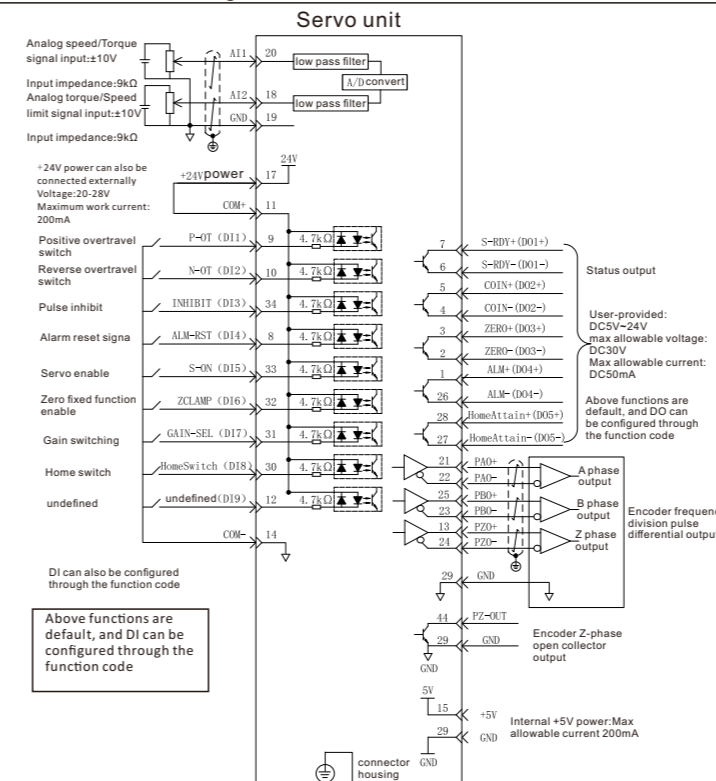 Servo unit
Analog speed/Torque
signal input:±10V
Input impedance:9kΩ
Analog torque/Speed
limit signal input:±10V
Input impedance:9kΩ
AI1 20
AI2 18
GND 19
low pass filter
A/D convert
low pass filter
+24V power can also be
connected externally
Voltage:20-28V
Maximum work current:
200mA
+24Vpower 17
24V
COM+ 11
Positive overtravel
switch
P-OT (DI1) 9 4.7kΩ
Reverse overtravel
switch
N-OT (DI2) 10 4.7kΩ
Pulse inhibit
INHIBIT (DI3) 34 4.7kΩ
Alarm reset signa
ALM-RST (DI4) 8 4.7kΩ
Servo enable
S-ON (DI5) 33 4.7kΩ
Zero fixed function
enable
ZCLAMP (DI6) 32 4.7kΩ
Gain switching
GAIN-SEL (DI7) 31 4.7kΩ
Home switch
HomeSwitch (DI8) 30 4.7kΩ
undefined
undefined(DI9) 12 4.7kΩ
COM- 14
DI can also be configured
through the function code
Above functions are
default, and DI can be
configured through the
function code
7 S-RDY+(DO1+)
6 S-RDY-(DO1-)
5 COIN+(DO2+)
4 COIN-(DO2-)
3 ZERO+(DO3+)
2 ZERO-(DO3-)
1 ALM+(DO4+)
26 ALM-(DO4-)
28 HomeAttain+(DO5+)
27 HomeAttain-(DO5-)
Status output
User-provided:
DC5V~24V
max allowable voltage:
DC30V
Max allowable current:
DC50mA
Above functions are
default, and DO can
be configured through
the function code
21 PAO+
22 PAO-
25 PBO+
23 PBO-
13 PZO+
24 PZO-
A phase
output
B phase
output
Z phase
output
Encoder frequenc
division pulse
differential output
29 GND
44 PZ-OUT
29 GND
GND
Encoder Z-phase
open collector
output
5V
15 +5V
29 GND
GND
Internal +5V power:Max
allowable current 200mA
connector
housing